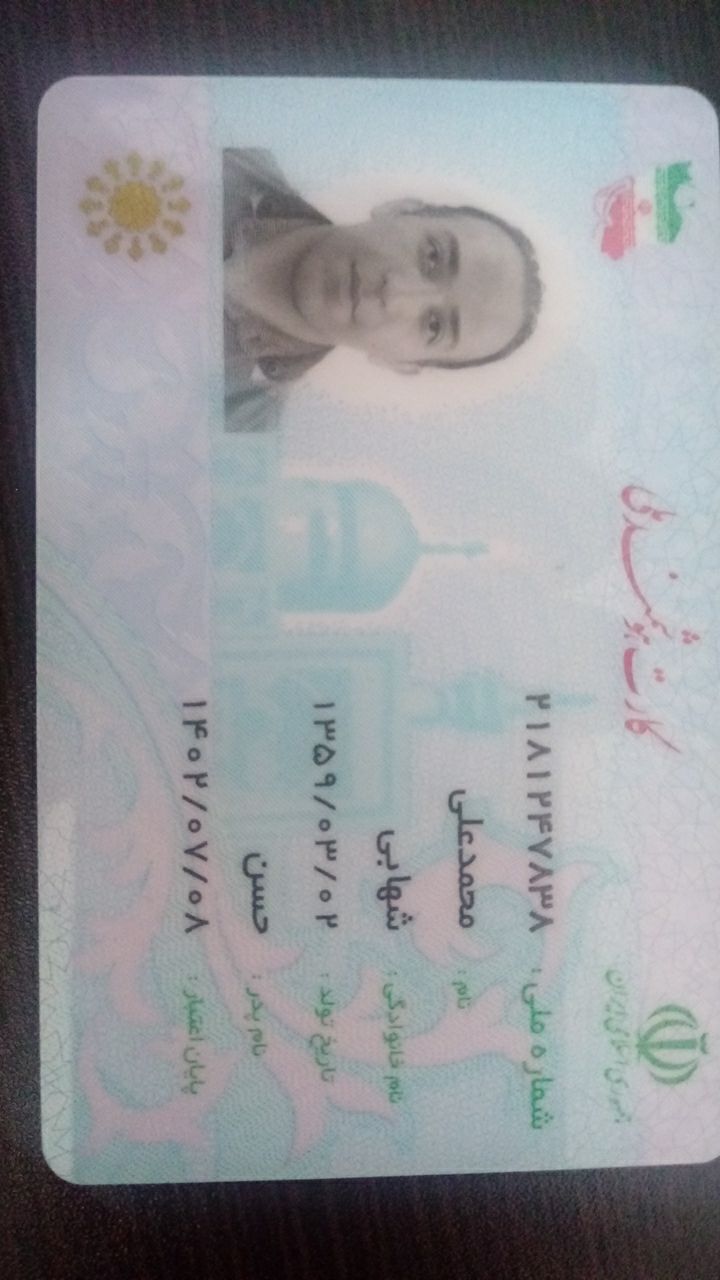 جمهوری اسلامی ایران
کارت هوشمند ملی
شماره ملی: ۲۱۸۱۲۴۷۸۳۸
نام: محمدعلی
نام خانوادگی: شهابی
تاریخ تولد: ۱۳۵۹/۰۳/۰۲
نام پدر: حسن
پایان اعتبار: ۱۴۰۲/۰۷/۰۸